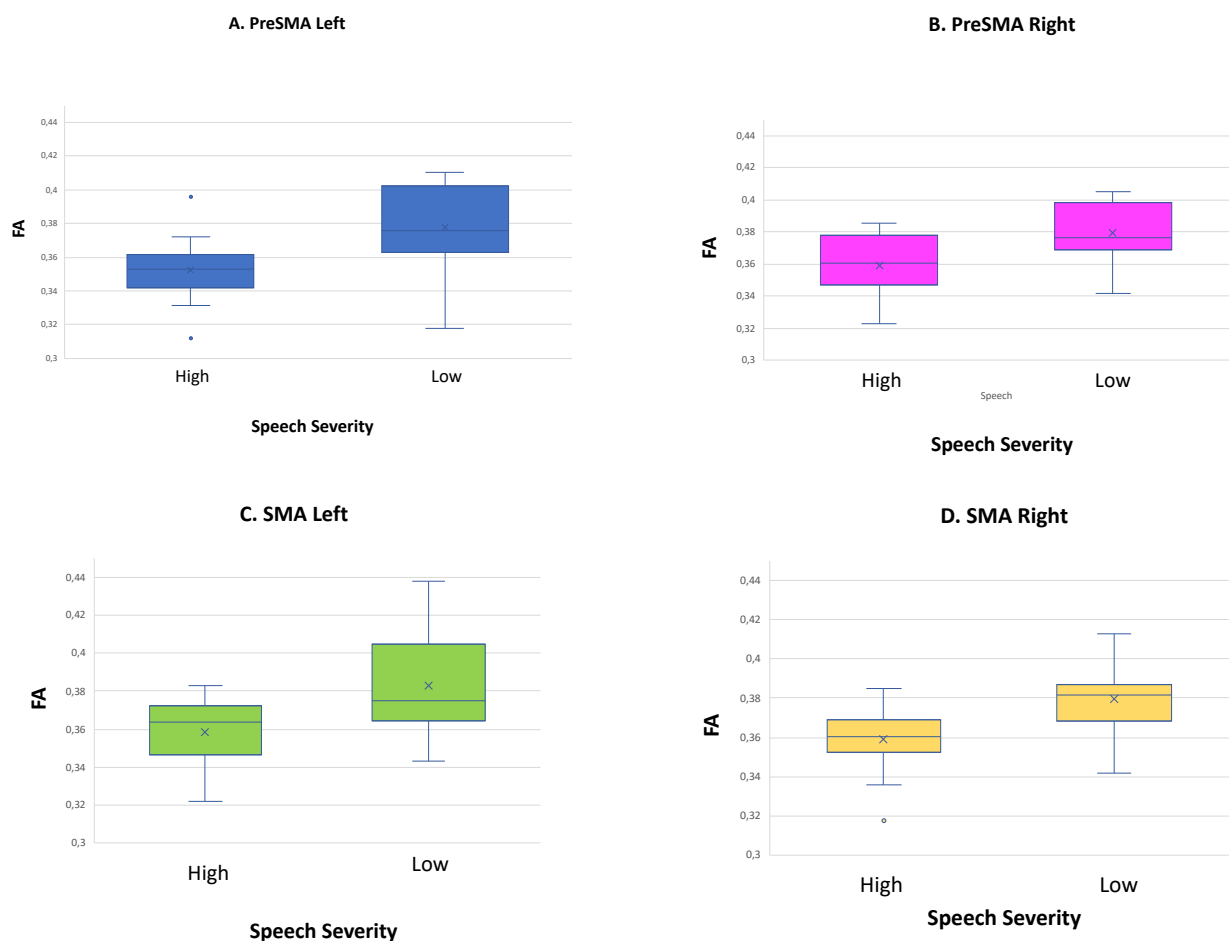 A. PreSMA Left
0,44
0,42
0,4
0,38
0,36
0,34
0,32
0,3
FA
High Low
Speech Severity
B. PreSMA Right
0,44
0,42
0,4
0,38
0,36
0,34
0,32
0,3
FA
High Low
Speech
Speech Severity
C. SMA Left
0,44
0,42
0,4
0,38
0,36
0,34
0,32
0,3
FA
High Low
Speech Severity
D. SMA Right
0,44
0,42
0,4
0,38
0,36
0,34
0,32
0,3
FA
High Low
Speech Severity